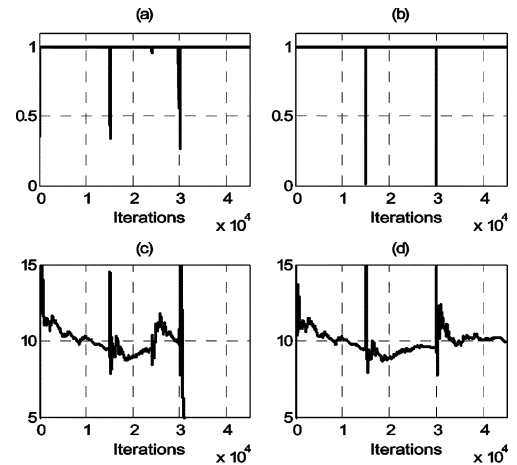 (a) (b)
1 1
0.5 0.5
0 0
0 1 2 3 4 0 1 2 3 4
Iterations Iterations
x 10^4 x 10^4
(c) (d)
15 15
10 10
5 5
0 1 2 3 4 0 1 2 3 4
Iterations Iterations
x 10^4 x 10^4